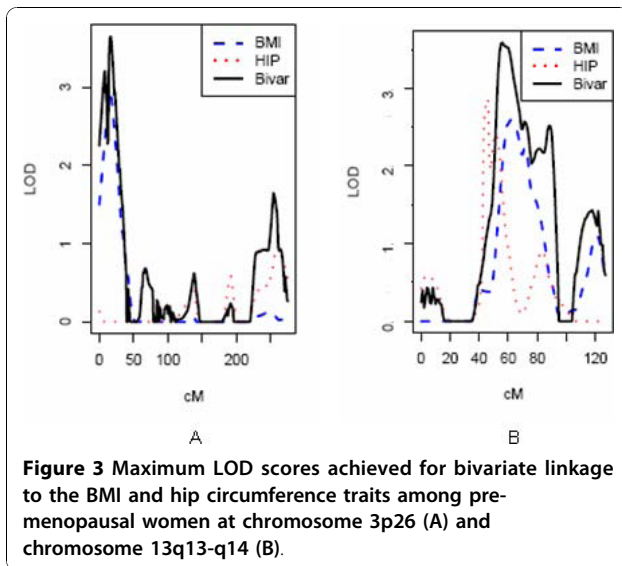 BMI
HIP
Bivar
LOD
0
1
2
3
0
50
100
200
cM
A
BMI
HIP
Bivar
LOD
0.
1.
2
3
0
20
40
60
80
120
cM
B
Figure 3 Maximum LOD scores achieved for bivariate linkage
to the BMI and hip circumference traits among pre-
menopausal women at chromosome 3p26 (A) and
chromosome 13q13-q14 (B).